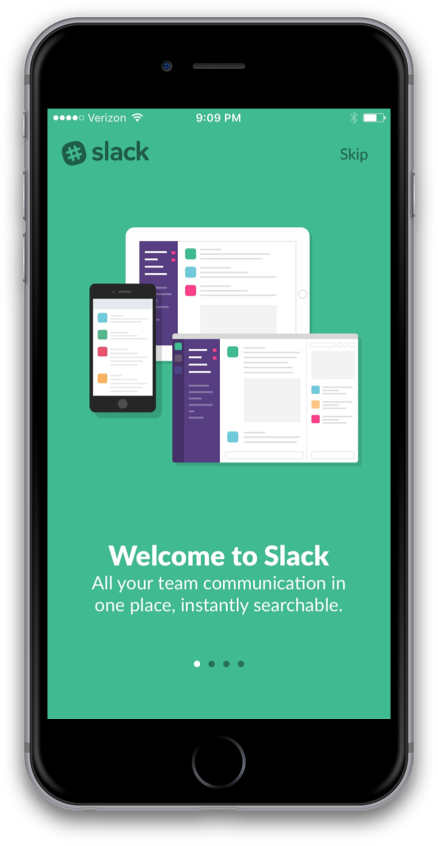 Verizon 9:09 PM
slack Skip
Welcome to Slack
All your team communication in
one place, instantly searchable.